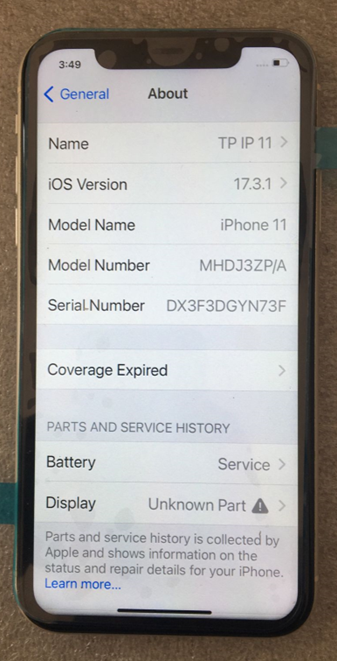 3:49
General About
Name TP IP 11
iOS Version 17.3.1
Model Name iPhone 11
Model Number MHDJ3ZP/A
Serial Number DX3F3DGYN73F
Coverage Expired
PARTS AND SERVICE HISTORY
Battery Service
Display Unknown Part
Parts and service history is collected by
Apple and shows information on the
status and repair details for your iPhone.
Learn more...